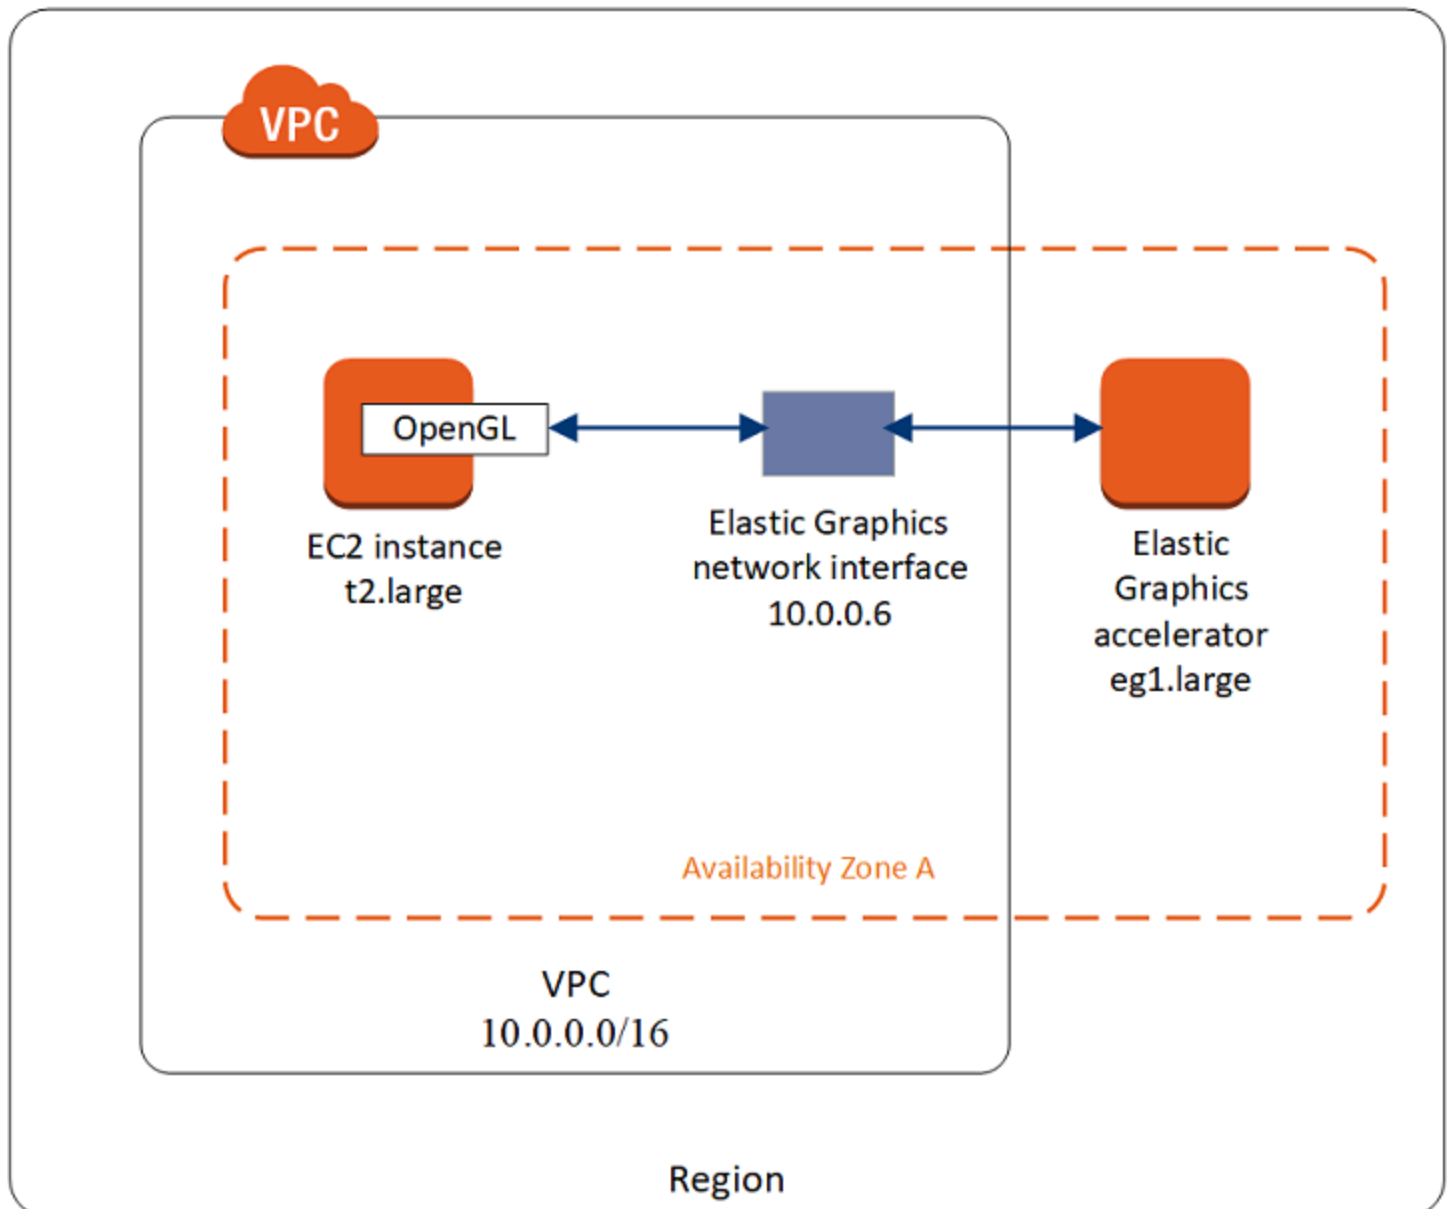 VPC
OpenGL
EC2 instance
t2.large
Elastic Graphics
network interface
10.0.0.6
Elastic
Graphics
accelerator
eg1.large
Availability Zone A
VPC
10.0.0.0/16
Region